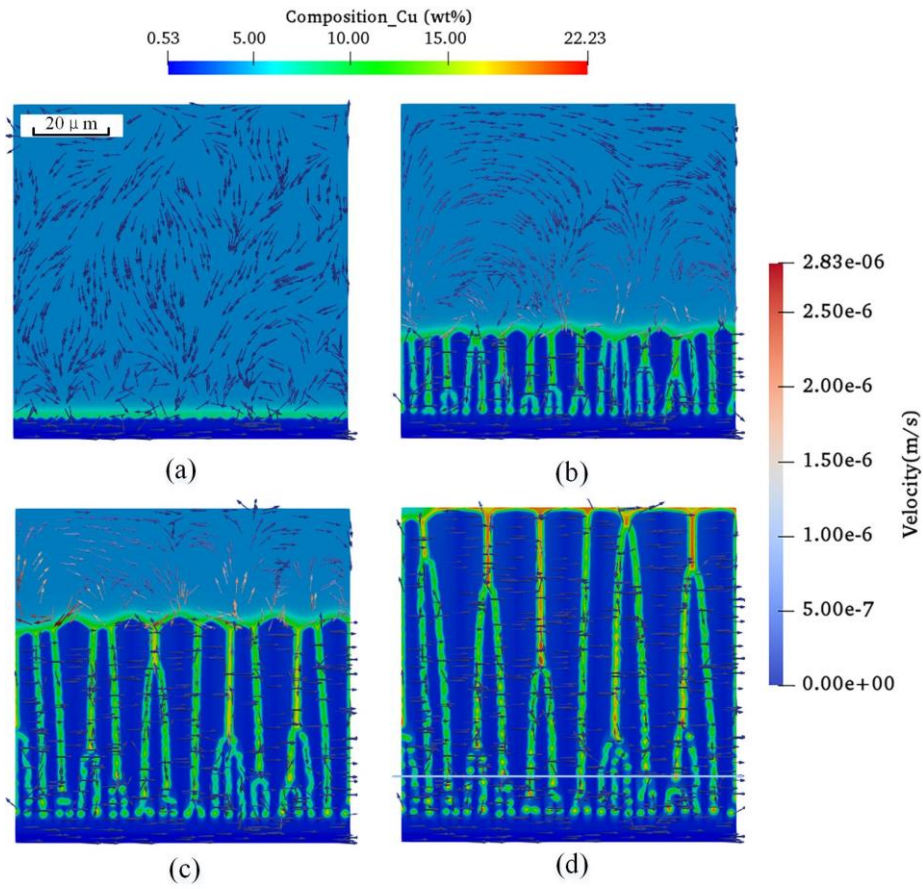 Composition_Cu (wt%)
0.53 5.00 10.00 15.00 22.23
20 μm
(a)
(b)
2.83e-06
2.50e-6
2.00e-6
1.50e-6
1.00e-6
5.00e-7
0.00e+00
Velocity(m/s)
(c)
(d)